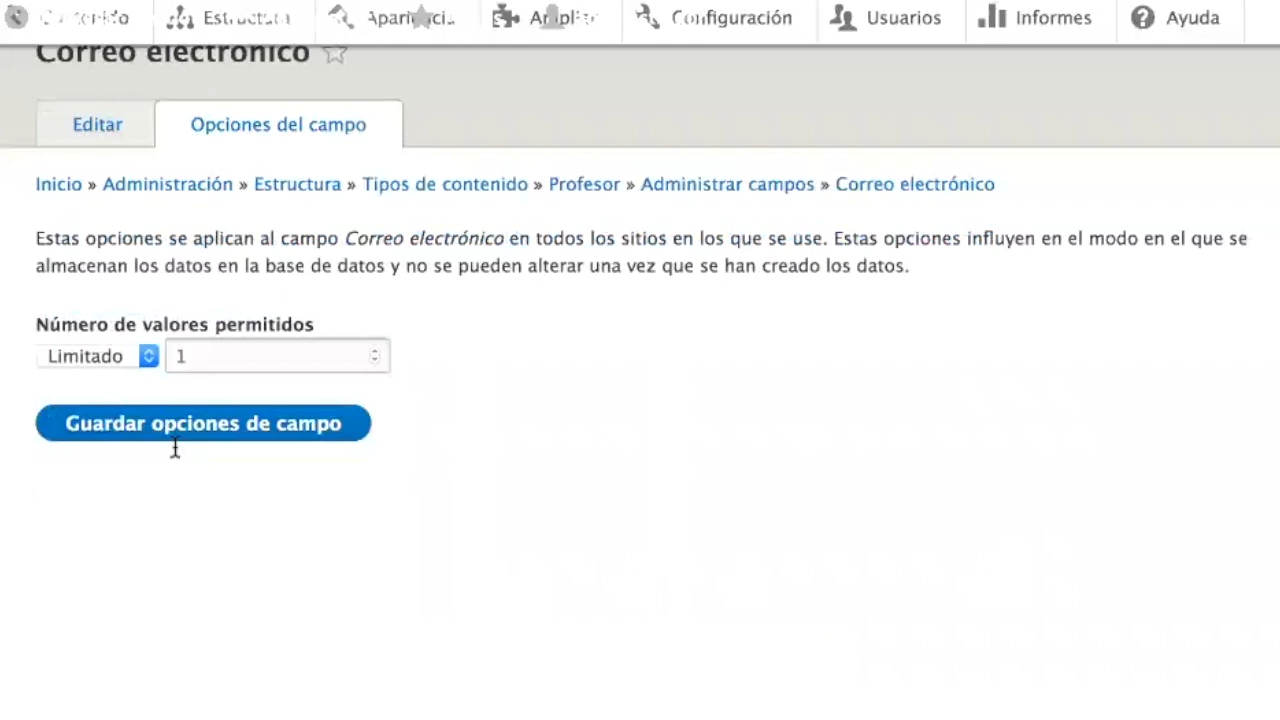 Configuración
Usuarios
Informes
Ayuda
Correo electrónico
Editar
Opciones del campo
Inicio » Administración » Estructura » Tipos de contenido » Profesor » Administrar campos » Correo electrónico
Estas opciones se aplican al campo Correo electrónico en todos los sitios en los que se use. Estas opciones influyen en el modo en el que se
almacenan los datos en la base de datos y no se pueden alterar una vez que se han creado los datos.
Número de valores permitidos
Limitado
1
Guardar opciones de campo